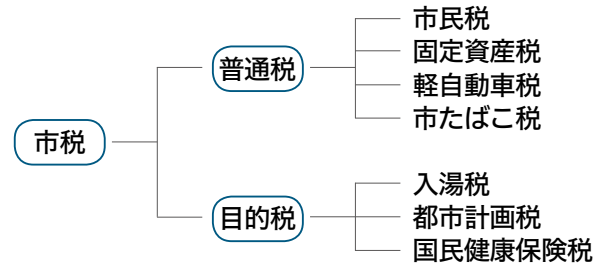 市税
普通税
市民税
固定資産税
軽自動車税
市たばこ税
目的税
入湯税
都市計画税
国民健康保険税